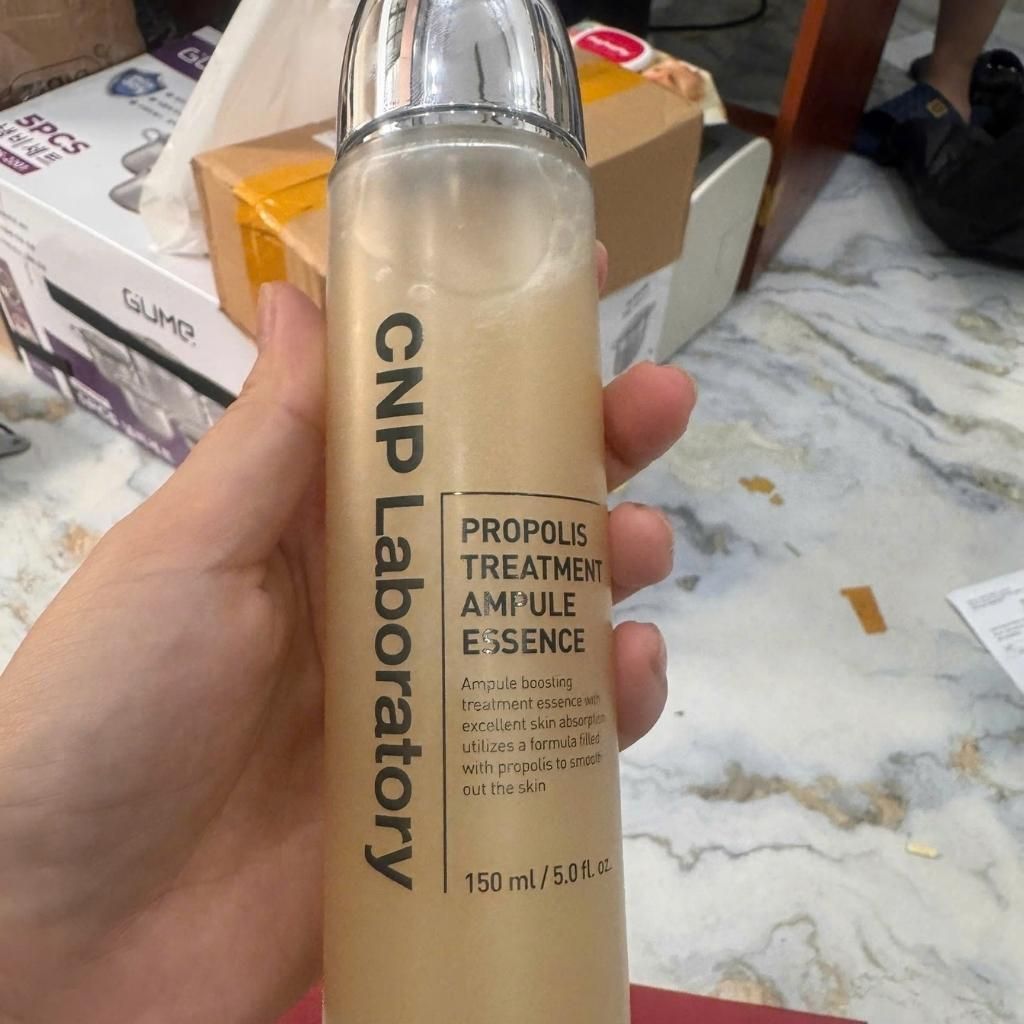 CNP Laboratory
PROPOLIS
TREATMENT
AMPULE
ESSENCE
Ampule boosting
treatment essence with
excellent skin absorption
utilizes a formula filled
with propolis to smooth
out the skin
150 ml / 5.0 fl. oz.
5PCS
GUME